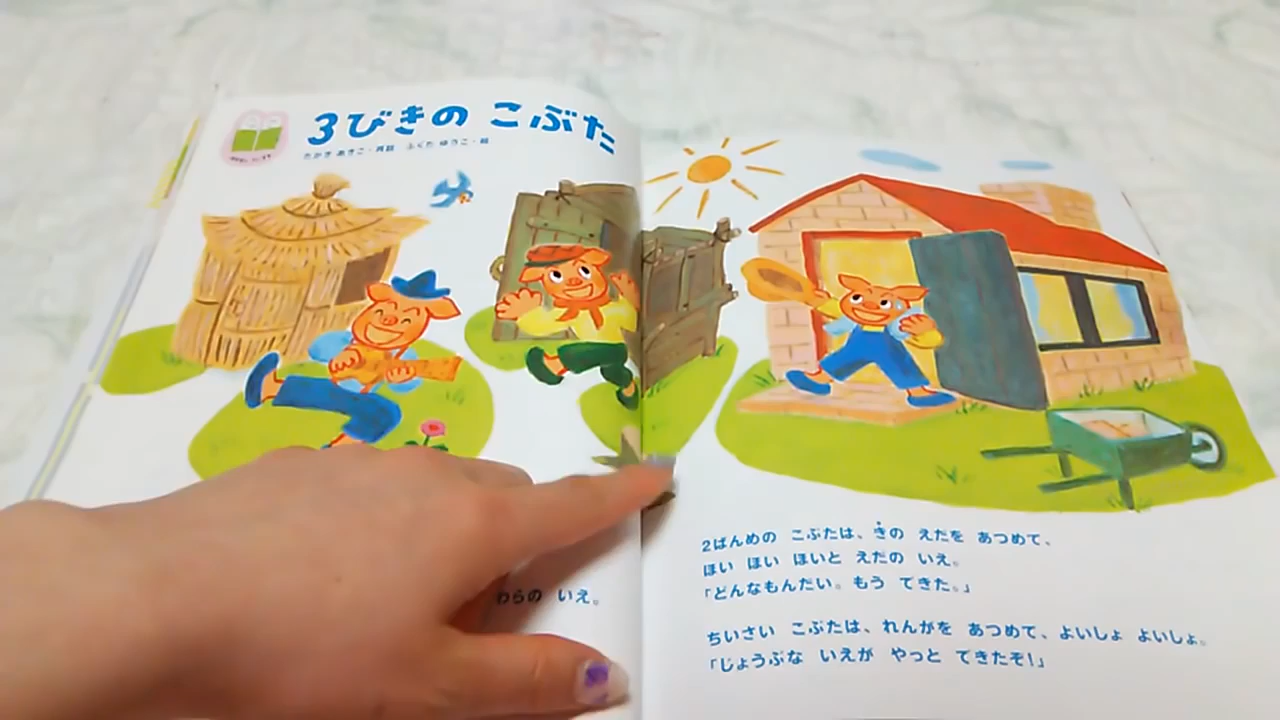 3びきの こぶた
わらの いえ。
2ばんめの こぶたは、きの えだを あつめて、
ほい ほい ほいと えだの いえ。
「どんなもんだい。もう できた。」
ちいさい こぶたは、れんがを あつめて、よいしょ よいしょ。
「じょうぶな いえが やっと できたぞ!」